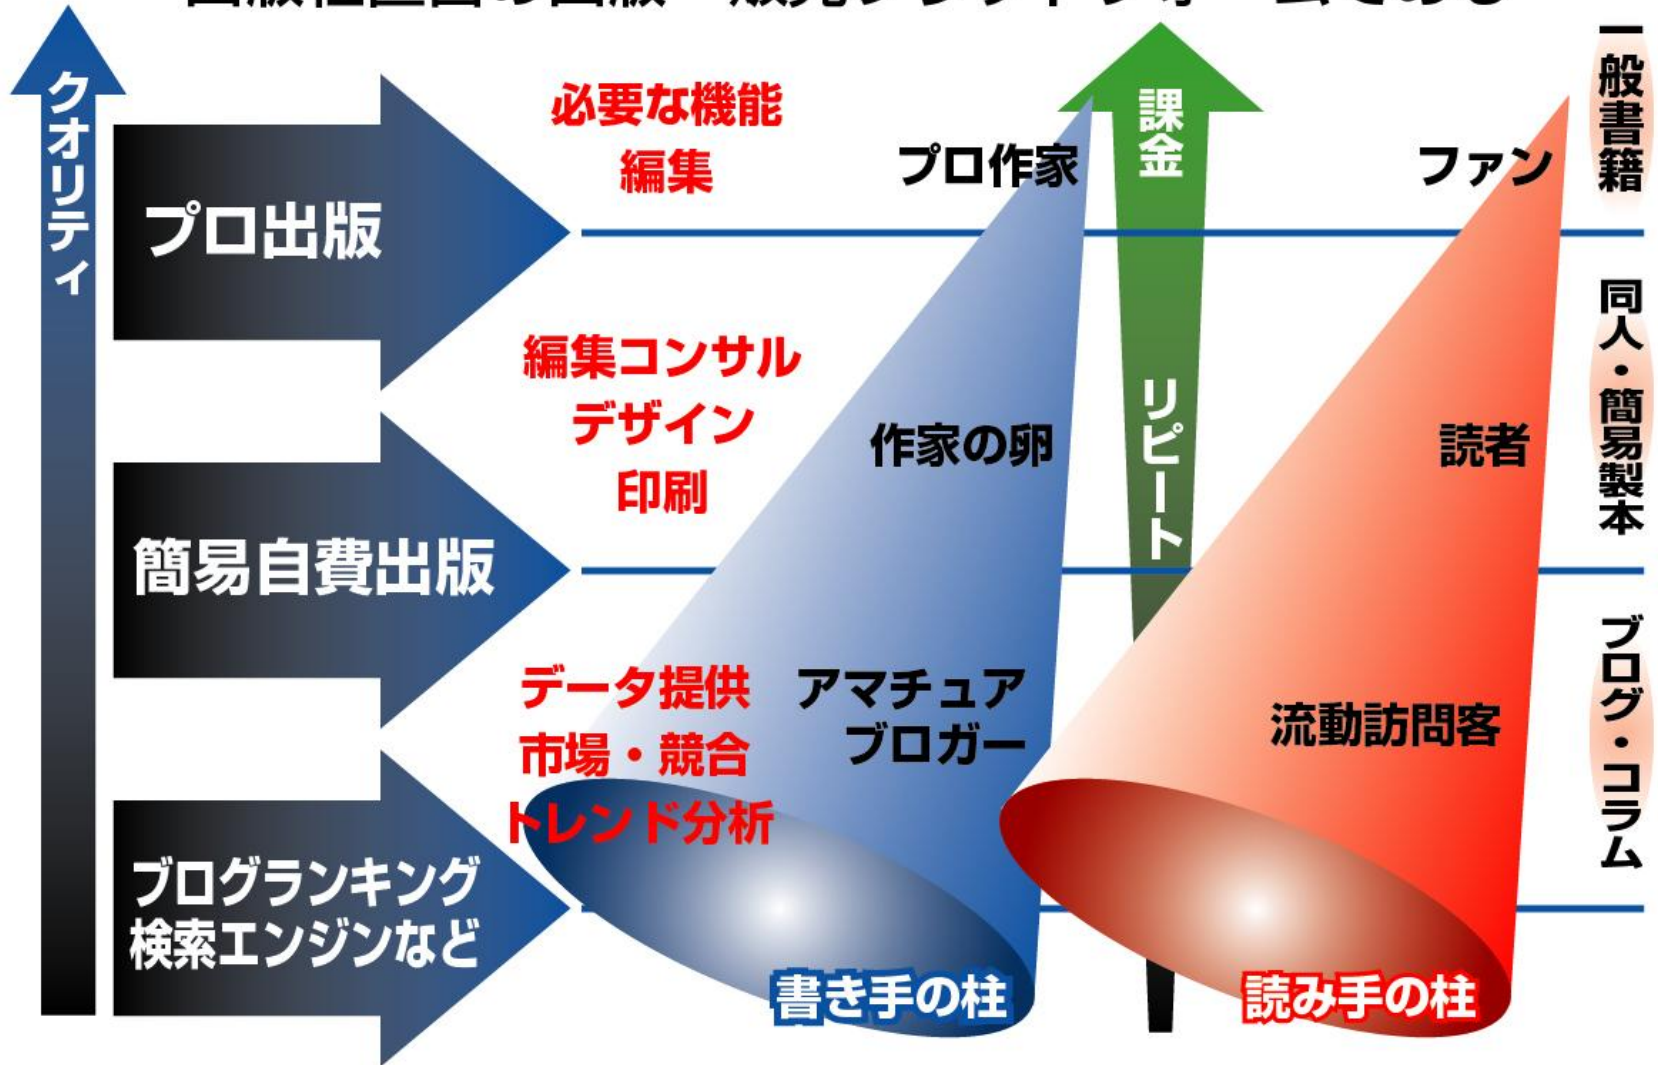 クオリティ
プロ出版
簡易自費出版
ブログランキング
検索エンジンなど
必要な機能
編集
編集コンサル
デザイン
印刷
データ提供
市場・競合
トレンド分析
プロ作家
作家の卵
アマチュア
ブロガー
書き手の柱
課金
リピート
ファン
読者
流動訪問客
読み手の柱
一般書籍
同人・簡易製本
ブログ・コラム